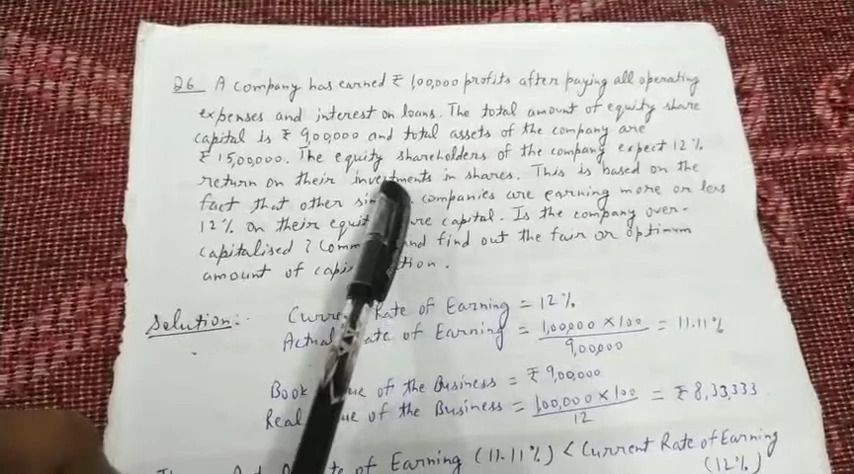 26 A company has earned ₹ 1,00,000 profits after paying all operating
expenses and interest on loans. The total amount of equity share
capital is ₹ 9,00,000 and total assets of the company are
₹ 15,00,000. The equity shareholders of the company expect 12%
return on their investments in shares. This is based on the
fact that other companies are earning more or less
12% on their capital. Is the company over-
capitalised? and find out the fair or optimum
amount of
Solution:- Rate of Earning = 12%
Actual of Earning = 1,00,000 × 100 / 9,00,000 = 11.11%
Book of the Business = ₹ 9,00,000
Real of the Business = 1,00,000 × 100 / 12 = ₹ 8,33,333
of Earning (11.11%) < Current Rate of Earning
(12%)